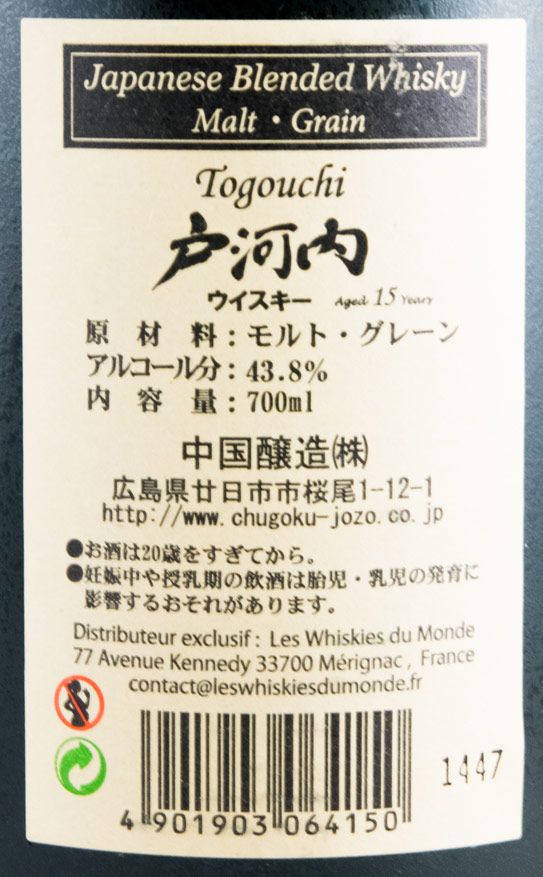 Japanese Blended Whisky
Malt・Grain
Togouchi
戸河内
ウイスキー Aged 15 Years
原材料：モルト・グレーン
アルコール分：43.8%
内容量：700ml
中国醸造㈱
広島県廿日市市桜尾1-12-1
http://www.chugoku-jozo.co.jp
●お酒は20歳をすぎてから。
●妊娠中や授乳期の飲酒は胎児・乳児の発育に
影響するおそれがあります。
Distributeur exclusif : Les Whiskies du Monde
77 Avenue Kennedy 33700 Mérignac , France
contact@leswhiskiesdumonde.fr
1447
4 901903 064150